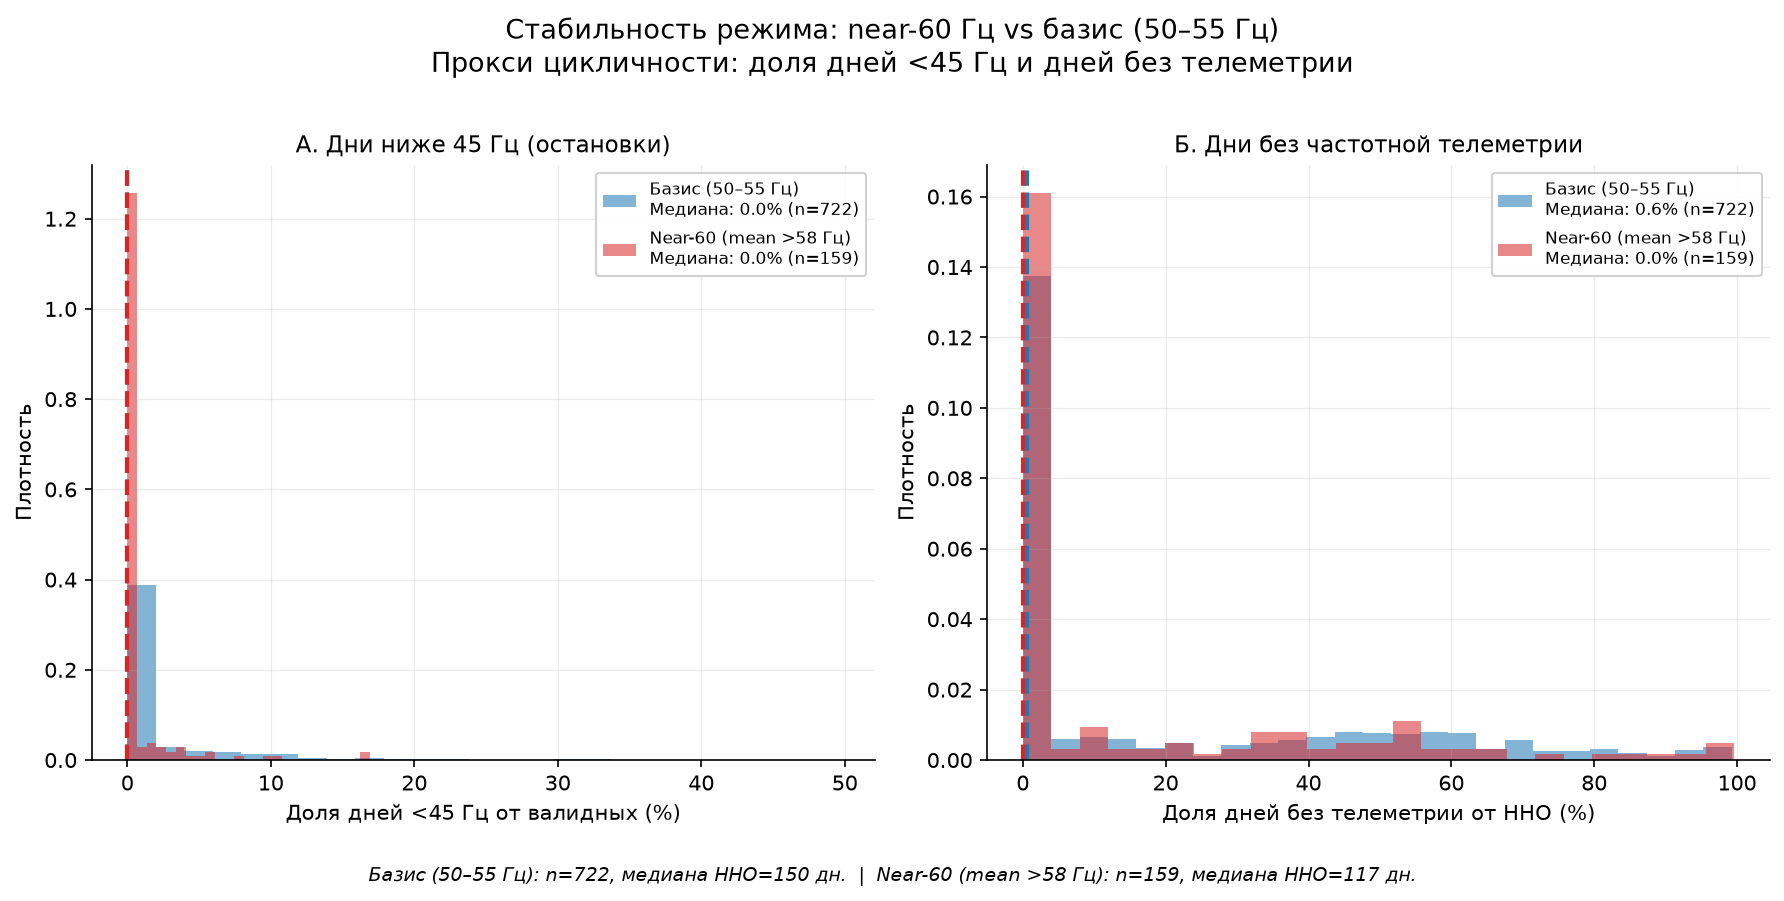 Стабильность режима: near-60 Гц vs базис (50–55 Гц)
Прокси цикличности: доля дней <45 Гц и дней без телеметрии
А. Дни ниже 45 Гц (остановки)
Базис (50–55 Гц)
Медиана: 0.0% (n=722)
Near-60 (mean >58 Гц)
Медиана: 0.0% (n=159)
Плотность
1.2
1.0
0.8
0.6
0.4
0.2
0.0
0 10 20 30 40 50
Доля дней <45 Гц от валидных (%)
Б. Дни без частотной телеметрии
Базис (50–55 Гц)
Медиана: 0.6% (n=722)
Near-60 (mean >58 Гц)
Медиана: 0.0% (n=159)
Плотность
0.16
0.14
0.12
0.10
0.08
0.06
0.04
0.02
0.00
0 20 40 60 80 100
Доля дней без телеметрии от ННО (%)
Базис (50–55 Гц): n=722, медиана ННО=150 дн. | Near-60 (mean >58 Гц): n=159, медиана ННО=117 дн.